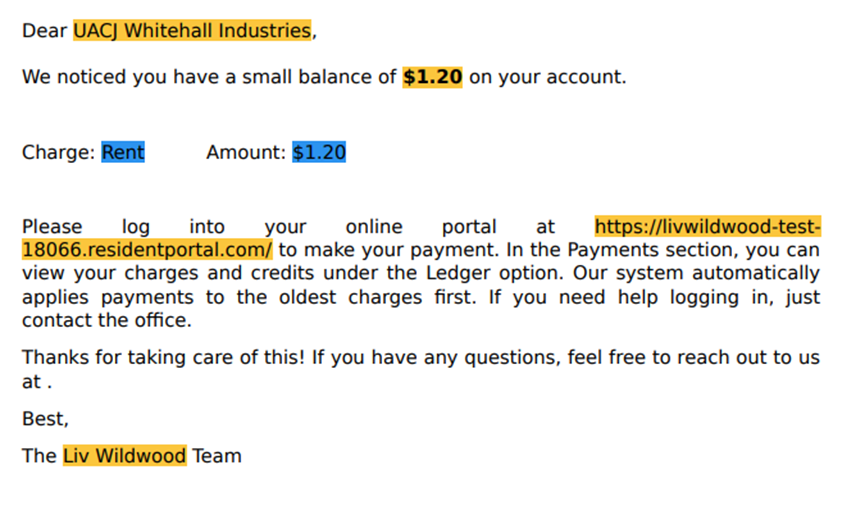 Dear UACJ Whitehall Industries,
We noticed you have a small balance of $1.20 on your account.
Charge: Rent Amount: $1.20
Please log into your online portal at https://livwildwood-test-
18066.residentportal.com/ to make your payment. In the Payments section, you can
view your charges and credits under the Ledger option. Our system automatically
applies payments to the oldest charges first. If you need help logging in, just
contact the office.
Thanks for taking care of this! If you have any questions, feel free to reach out to us
at .
Best,
The Liv Wildwood Team